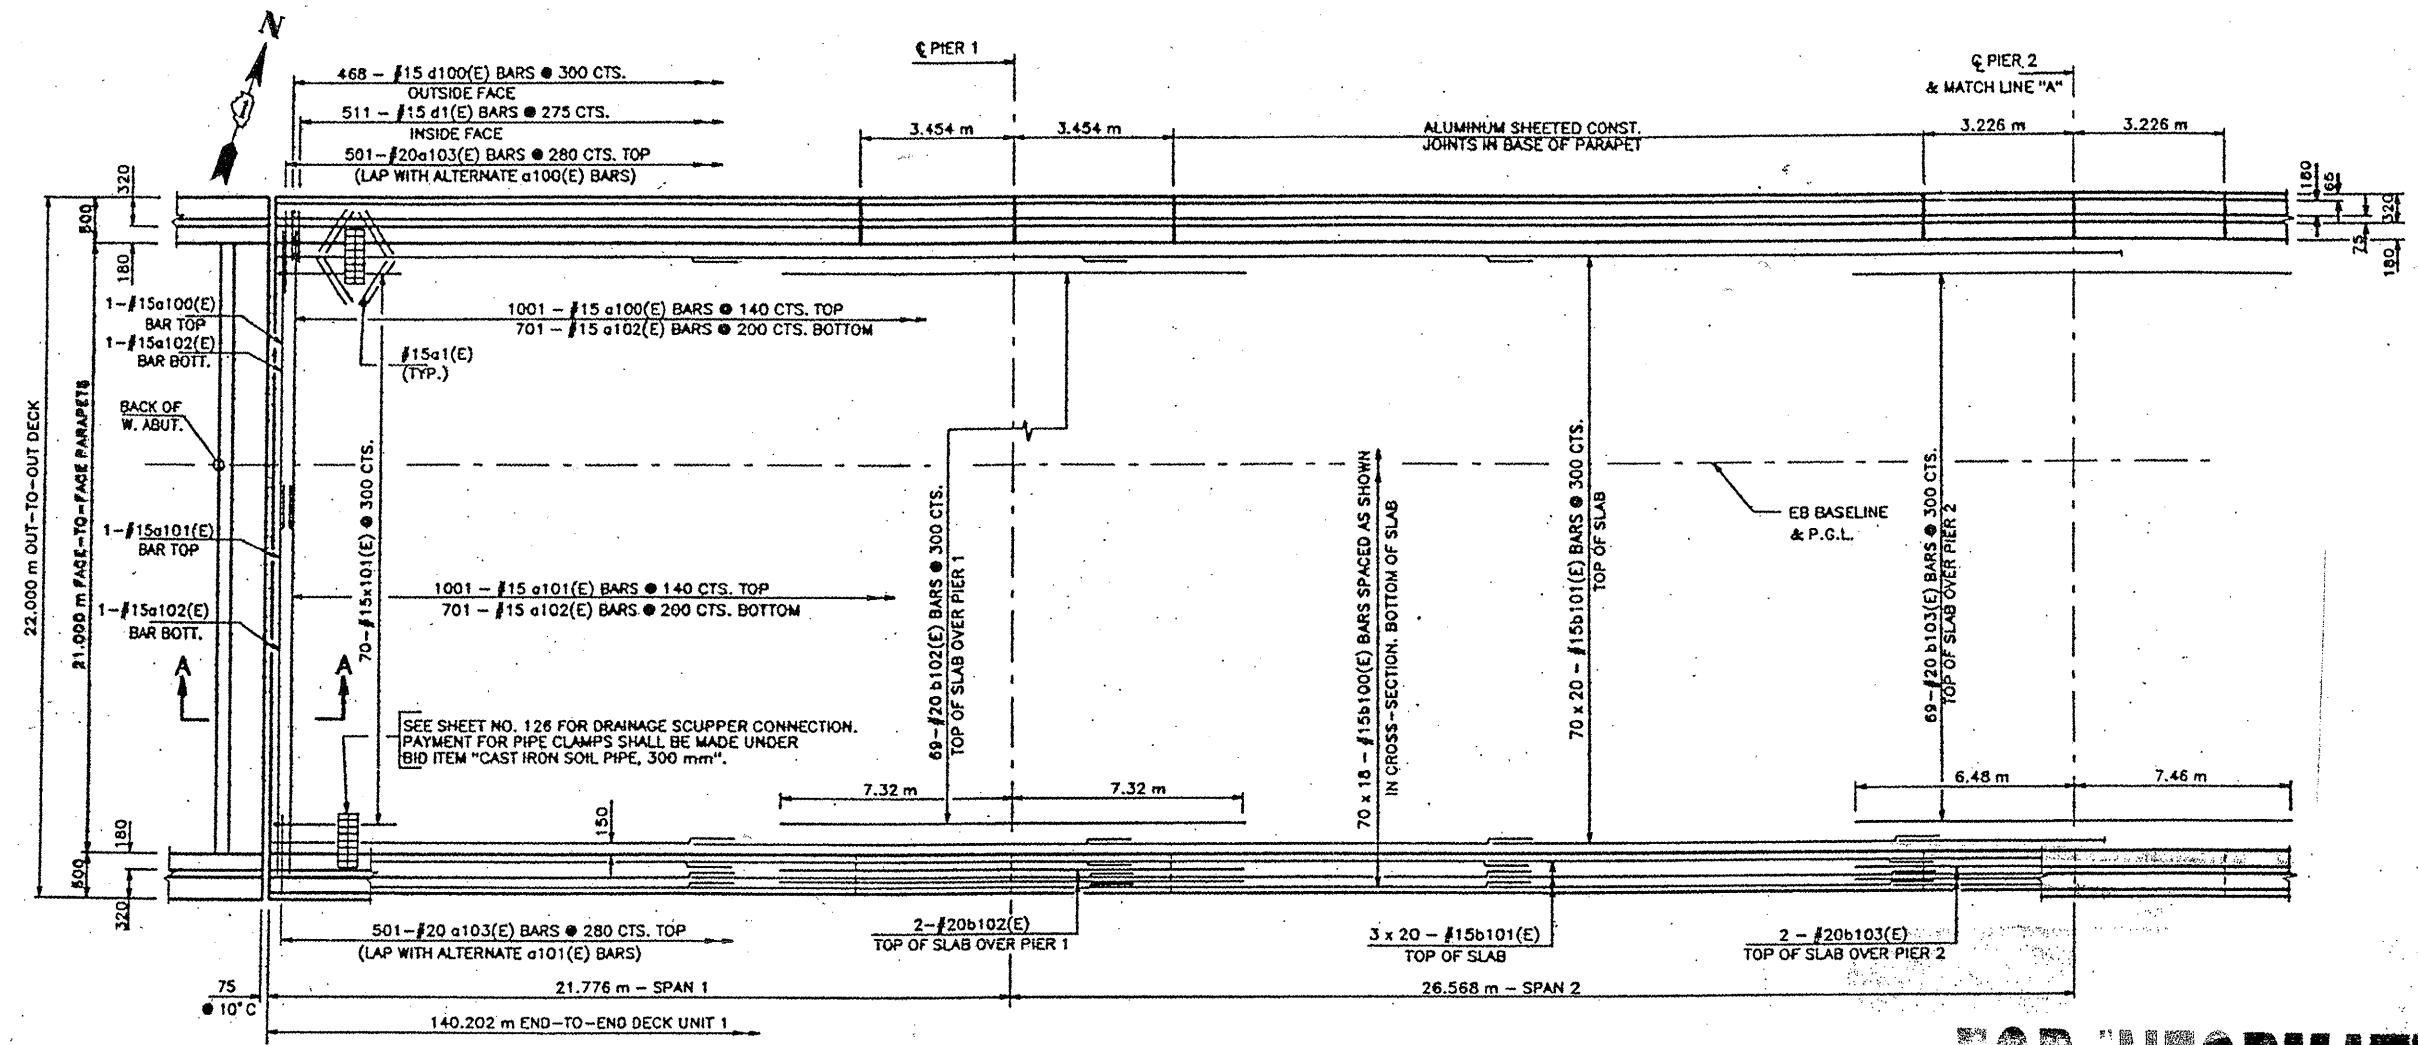 N
468 - #15 d100(E) BARS @ 300 CTS.
OUTSIDE FACE
511 - #15 d1(E) BARS @ 275 CTS.
INSIDE FACE
501-#20a103(E) BARS @ 280 CTS. TOP
(LAP WITH ALTERNATE a100(E) BARS)
℄ PIER 1
℄ PIER 2
& MATCH LINE "A"
3.454 m
3.454 m
ALUMINUM SHEETED CONST.
JOINTS IN BASE OF PARAPET
3.226 m
3.226 m
320
500
180
180
65
320
75
180
1-#15a100(E)
BAR TOP
1-#15a102(E)
BAR BOTT.
1001 - #15 a100(E) BARS @ 140 CTS. TOP
701 - #15 a102(E) BARS @ 200 CTS. BOTTOM
#15a1(E)
(TYP.)
BACK OF
W. ABUT.
22.000 m OUT-TO-OUT DECK
21.000 m FACE-TO-FACE PARAPETS
70-#15x101(E) @ 300 CTS.
69-#20 b102(E) BARS @ 300 CTS.
TOP OF SLAB OVER PIER 1
70 x 18 - #15b100(E) BARS SPACED AS SHOWN
IN CROSS-SECTION. BOTTOM OF SLAB
70 x 20 - #15b101(E) BARS @ 300 CTS.
TOP OF SLAB
69-#20 b103(E) BARS @ 300 CTS.
TOP OF SLAB OVER PIER 2
EB BASELINE
& P.G.L.
1-#15a101(E)
BAR TOP
1001 - #15 a101(E) BARS @ 140 CTS. TOP
701 - #15 a102(E) BARS @ 200 CTS. BOTTOM
1-#15a102(E)
BAR BOTT.
A
A
SEE SHEET NO. 126 FOR DRAINAGE SCUPPER CONNECTION.
PAYMENT FOR PIPE CLAMPS SHALL BE MADE UNDER
BID ITEM "CAST IRON SOIL PIPE, 300 mm".
7.32 m
7.32 m
6.48 m
7.46 m
150
180
500
320
501-#20 a103(E) BARS @ 280 CTS. TOP
(LAP WITH ALTERNATE a101(E) BARS)
2-#20b102(E)
TOP OF SLAB OVER PIER 1
3 x 20 - #15b101(E)
TOP OF SLAB
2 - #20b103(E)
TOP OF SLAB OVER PIER 2
75
@ 10° C
21.776 m - SPAN 1
26.568 m - SPAN 2
140.202 m END-TO-END DECK UNIT 1
FOR